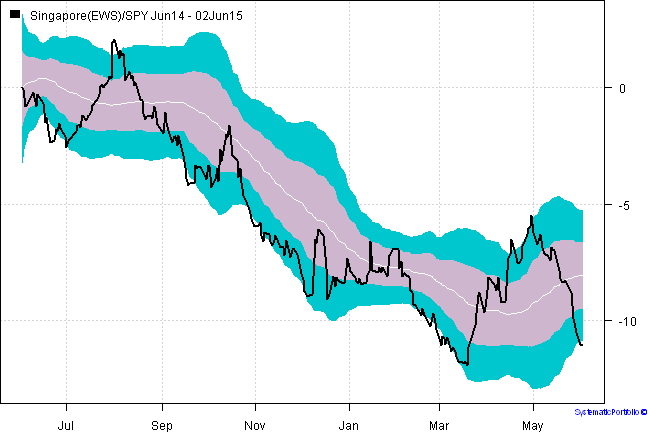 Singapore(EWS)/SPY Jun14 - 02Jun15
0
-5
-10
Jul Sep Nov Jan Mar May
SystematicPortfolio ©